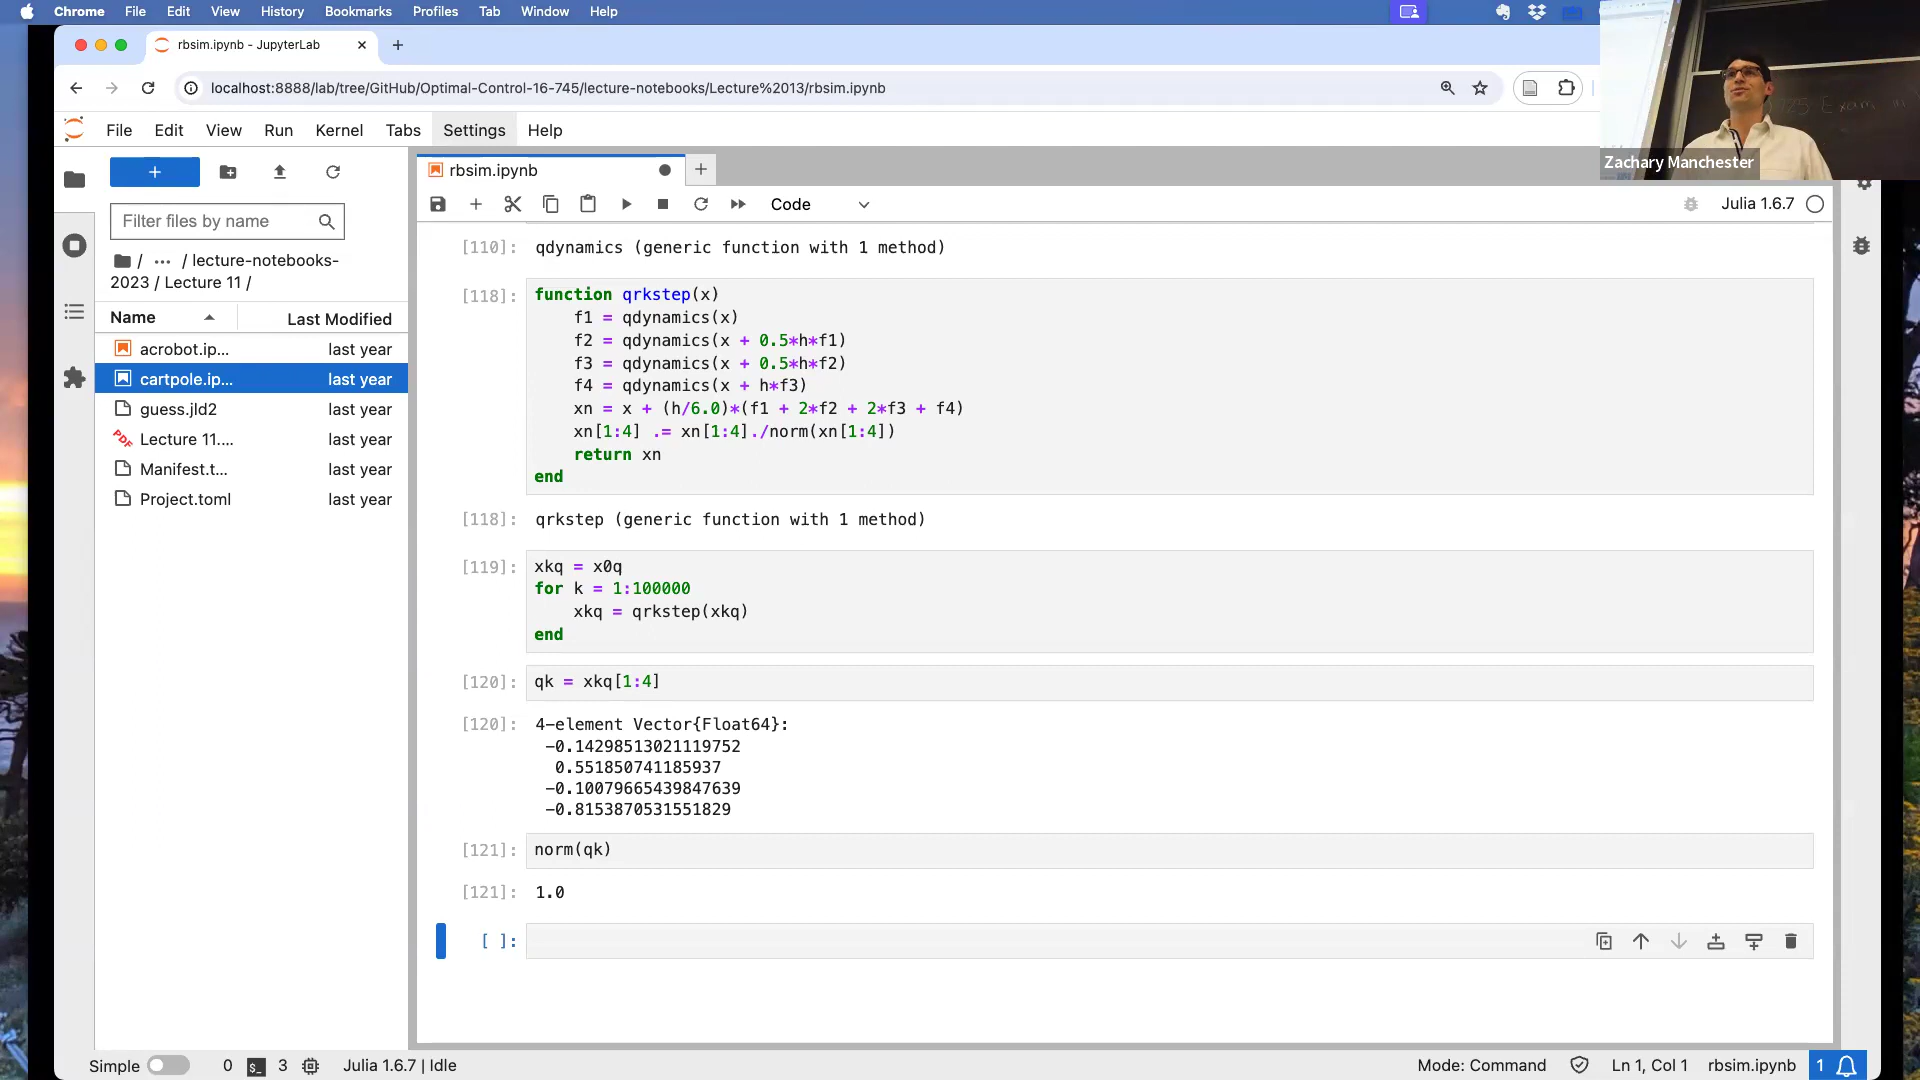 Chrome File Edit View History Bookmarks Profiles Tab Window Help
rbsim.ipynb - JupyterLab
localhost:8888/lab/tree/GitHub/Optimal-Control-16-745/lecture-notebooks/Lecture%2013/rbsim.ipynb
Zachary Manchester
File Edit View Run Kernel Tabs Settings Help
rbsim.ipynb
Code
Julia 1.6.7
Filter files by name
/ ... / lecture-notebooks-
2023 / Lecture 11 /
Name Last Modified
acrobot.ip... last year
cartpole.ip... last year
guess.jld2 last year
Lecture 11.... last year
Manifest.t... last year
Project.toml last year
[110]: qdynamics (generic function with 1 method)
[118]: function qrkstep(x)
f1 = qdynamics(x)
f2 = qdynamics(x + 0.5*h*f1)
f3 = qdynamics(x + 0.5*h*f2)
f4 = qdynamics(x + h*f3)
xn = x + (h/6.0)*(f1 + 2*f2 + 2*f3 + f4)
xn[1:4] .= xn[1:4]./norm(xn[1:4])
return xn
end
[118]: qrkstep (generic function with 1 method)
[119]: xkq = x0q
for k = 1:100000
xkq = qrkstep(xkq)
end
[120]: qk = xkq[1:4]
[120]: 4-element Vector{Float64}:
-0.14298513021119752
0.551850741185937
-0.10079665439847639
-0.8153870531551829
[121]: norm(qk)
[121]: 1.0
[ ]:
Simple 0 $_ 3 Julia 1.6.7 | Idle
Mode: Command Ln 1, Col 1 rbsim.ipynb 1